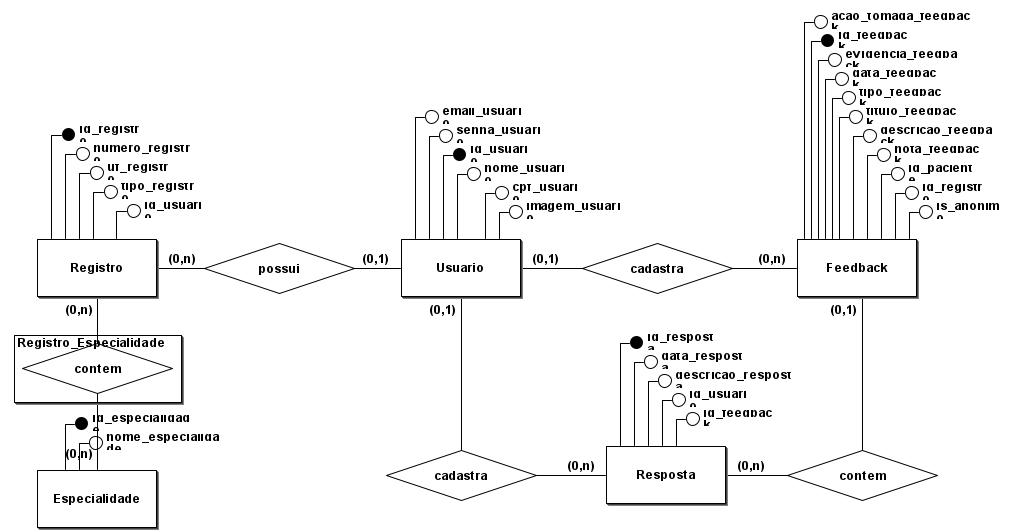 acao_tomada_feedbac
k
id_feedbac
k
evidencia_feedba
ck
data_feedbac
k
tipo_feedbac
k
titulo_feedbac
k
descricao_feedba
ck
nota_feedbac
k
id_pacient
e
id_registr
o
is_anonim
o
email_usuari
o
senha_usuari
o
id_usuari
o
nome_usuari
o
cpf_usuari
o
imagem_usuari
o
id_registr
o
numero_registr
o
uf_registr
o
tipo_registr
o
id_usuari
o
Registro
(0,n)
possui
(0,1)
Usuario
(0,1)
cadastra
(0,n)
Feedback
(0,n)
(0,1)
(0,1)
Registro_Especialidade
contem
id_respost
a
data_respost
a
descricao_respost
a
id_usuari
o
id_feedbac
k
id_especialidad
e
nome_especialida
de
(0,n)
Especialidade
cadastra
(0,n)
Resposta
(0,n)
contem